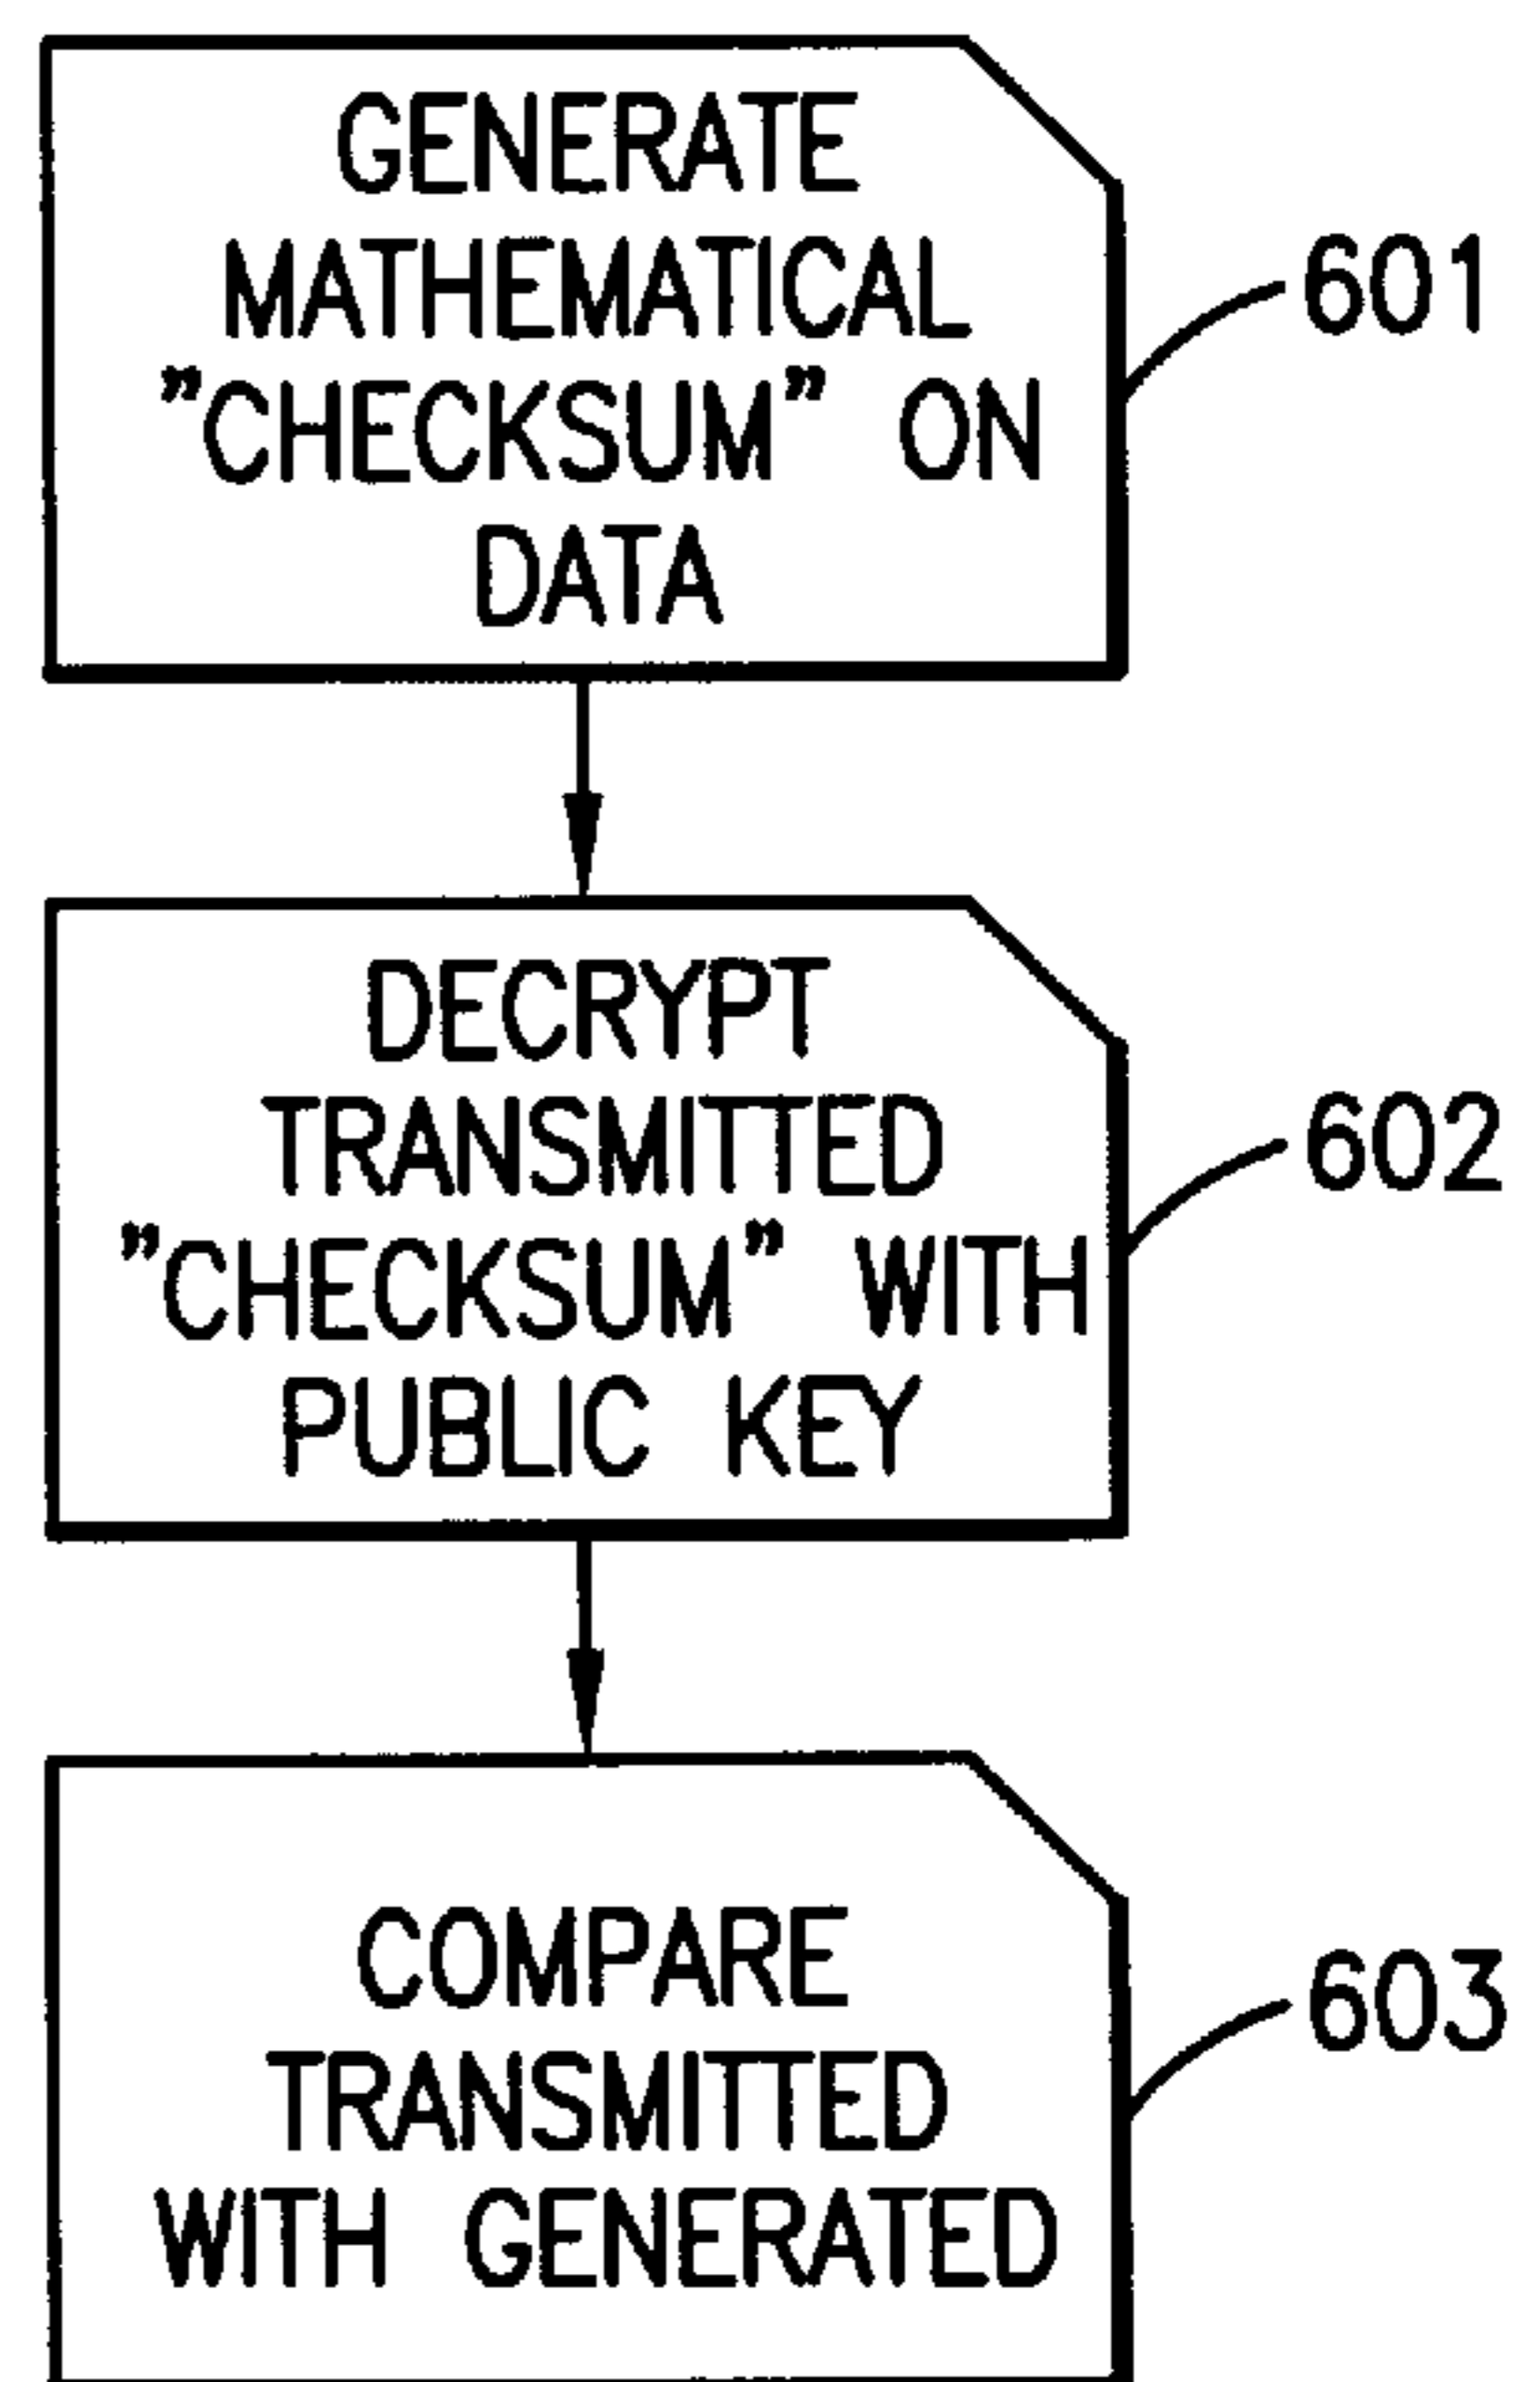 GENERATE
MATHEMATICAL
”CHECKSUM” ON
DATA
601
DECRYPT
TRANSMITTED
”CHECKSUM” WITH
PUBLIC KEY
602
COMPARE
TRANSMITTED
WITH GENERATED
603